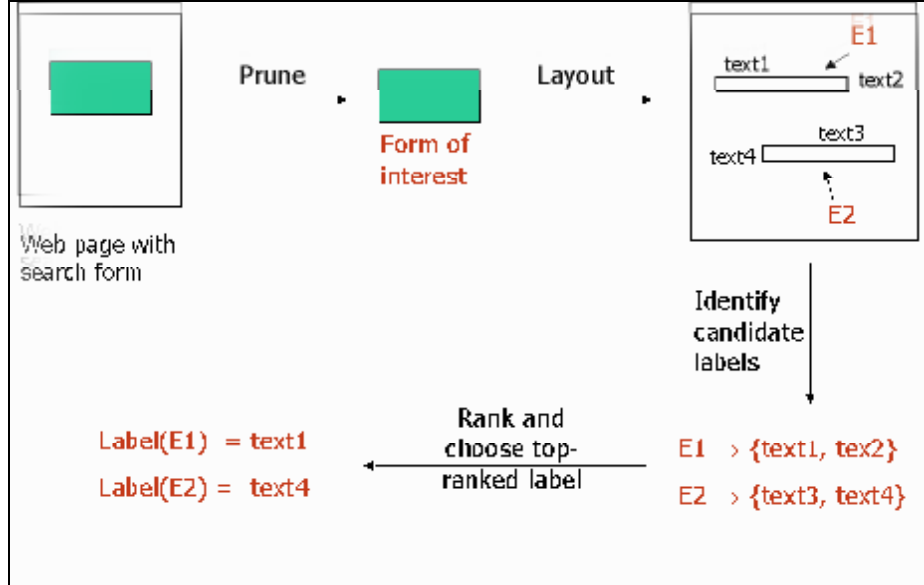 Prune
Form of
interest
Layout
E1
text1
text2
text3
text4
E2
Web page with
search form
Identify
candidate
labels
E1 > {text1, tex2}
E2 > {text3, text4}
Rank and
choose top-
ranked label
Label(E1) = text1
Label(E2) = text4